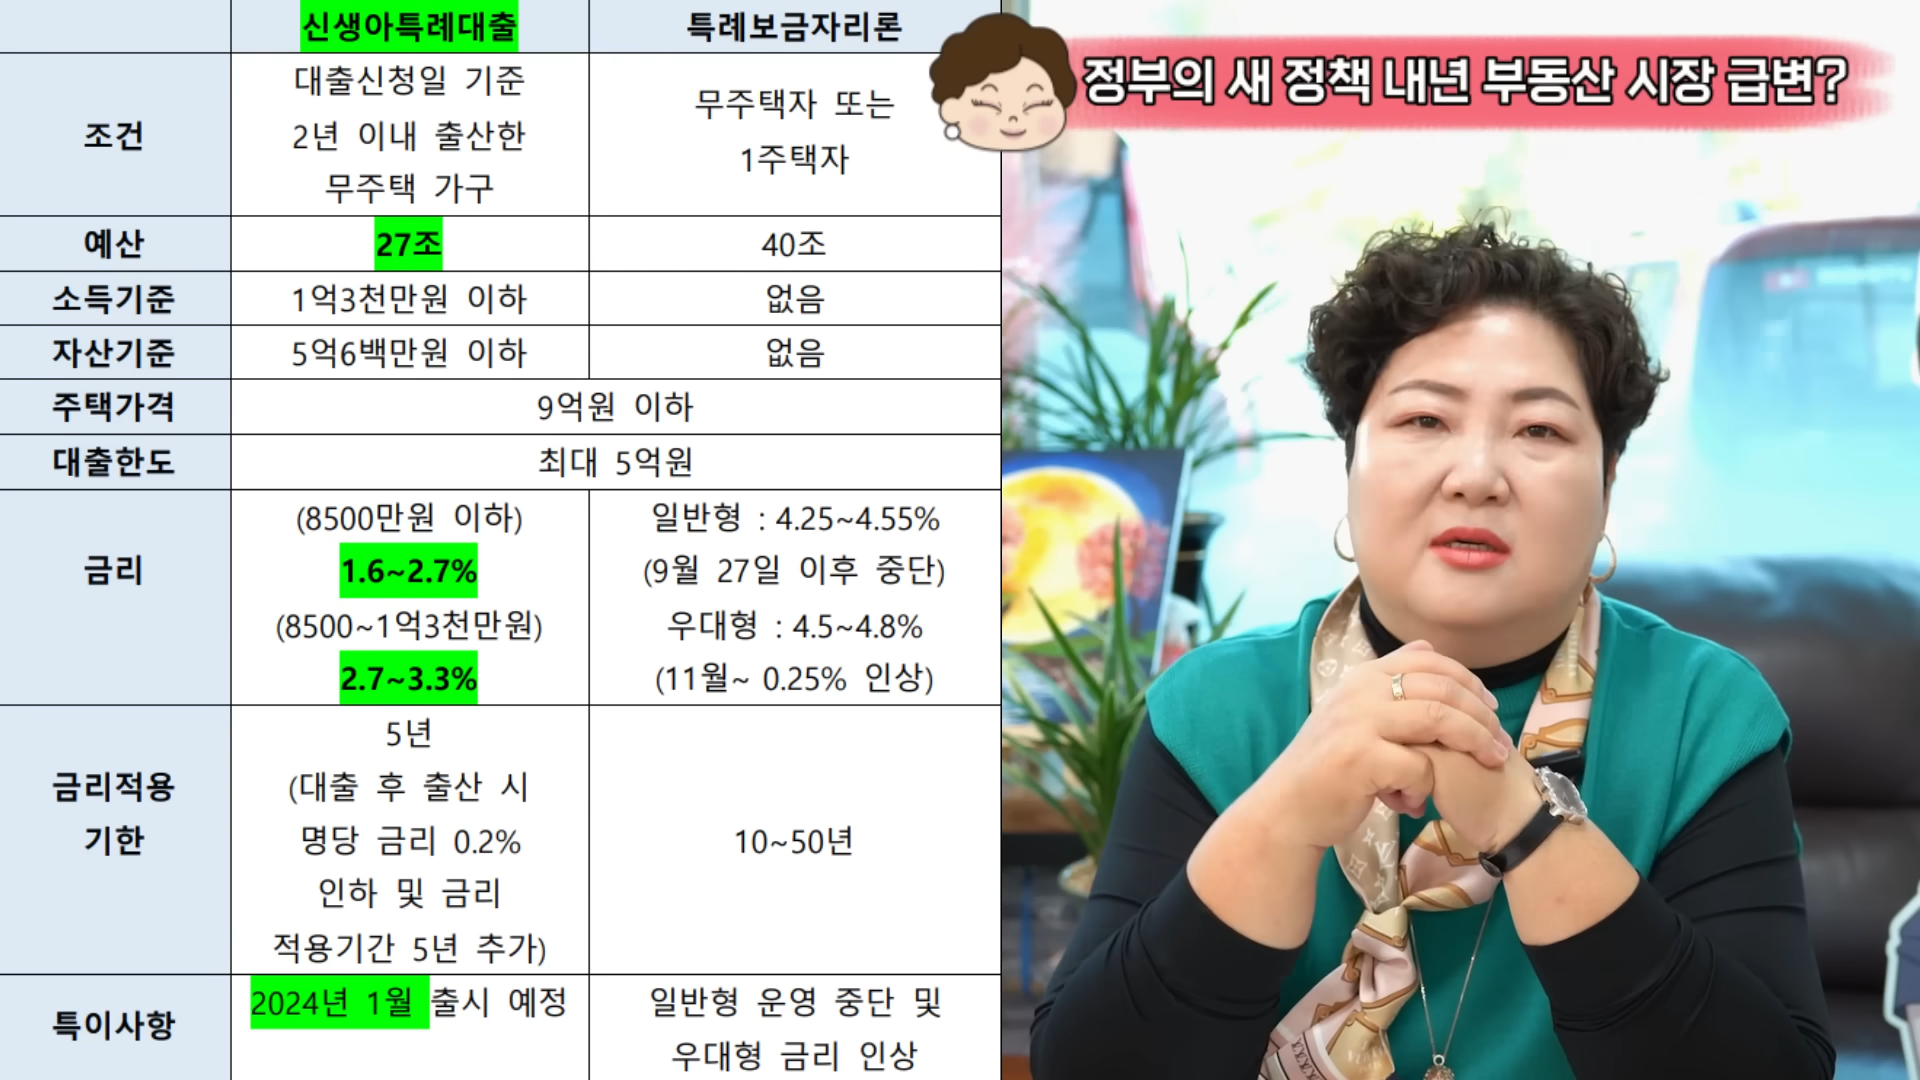 신생아특례대출 특례보금자리론
조건
대출신청일 기준
2년 이내 출산한
무주택 가구
무주택자 또는
1주택자
예산 27조 40조
소득기준 1억3천만원 이하 없음
자산기준 5억6백만원 이하 없음
주택가격 9억원 이하
대출한도 최대 5억원
금리
(8500만원 이하)
1.6~2.7%
(8500~1억3천만원)
2.7~3.3%
일반형 : 4.25~4.55%
(9월 27일 이후 중단)
우대형 : 4.5~4.8%
(11월~ 0.25% 인상)
금리적용
기한
5년
(대출 후 출산 시
명당 금리 0.2%
인하 및 금리
적용기간 5년 추가)
10~50년
특이사항
2024년 1월 출시 예정
일반형 운영 중단 및
우대형 금리 인상
정부의 새 정책 내년 부동산 시장 급변?